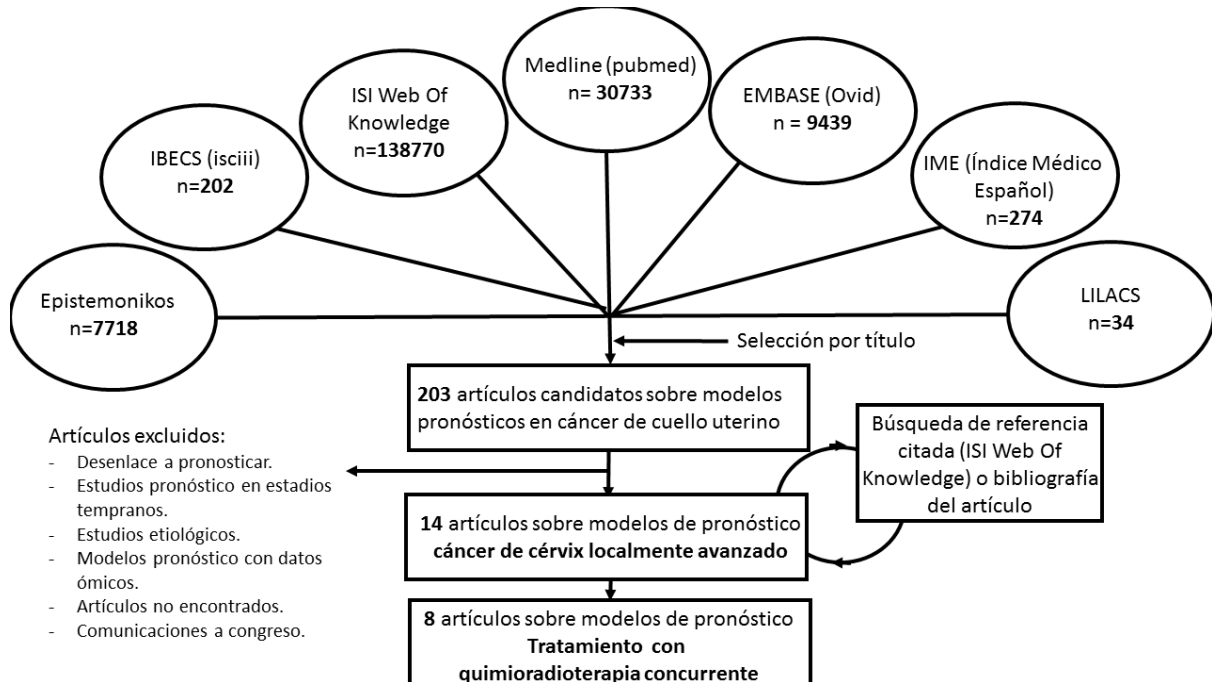 Medline (pubmed)
n= 30733
ISI Web Of
Knowledge
n=138770
EMBASE (Ovid)
n = 9439
IBECS (isciii)
n=202
IME (Índice Médico
Español)
n=274
Epistemonikos
n=7718
LILACS
n=34
Selección por título
203 artículos candidatos sobre modelos
pronósticos en cáncer de cuello uterino
Búsqueda de referencia
citada (ISI Web Of
Knowledge) o bibliografía
del artículo
Artículos excluidos:
- Desenlace a pronosticar.
- Estudios pronóstico en estadios
tempranos.
- Estudios etiológicos.
- Modelos pronóstico con datos
ómicos.
- Artículos no encontrados.
- Comunicaciones a congreso.
14 artículos sobre modelos de pronóstico
cáncer de cérvix localmente avanzado
8 artículos sobre modelos de pronóstico
Tratamiento con
quimioradioterapia concurrente